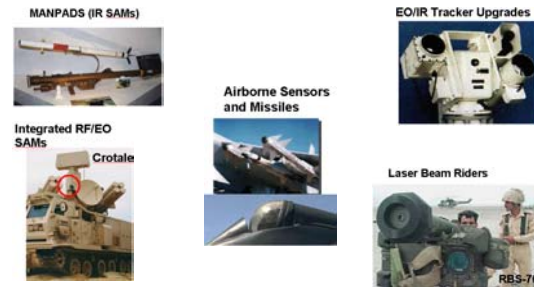 MANPADS (IR SAMs)
EO/IR Tracker Upgrades
Airborne Sensors
and Missiles
Integrated RF/EO
SAMs
Crotale
Laser Beam Riders
RBS-70